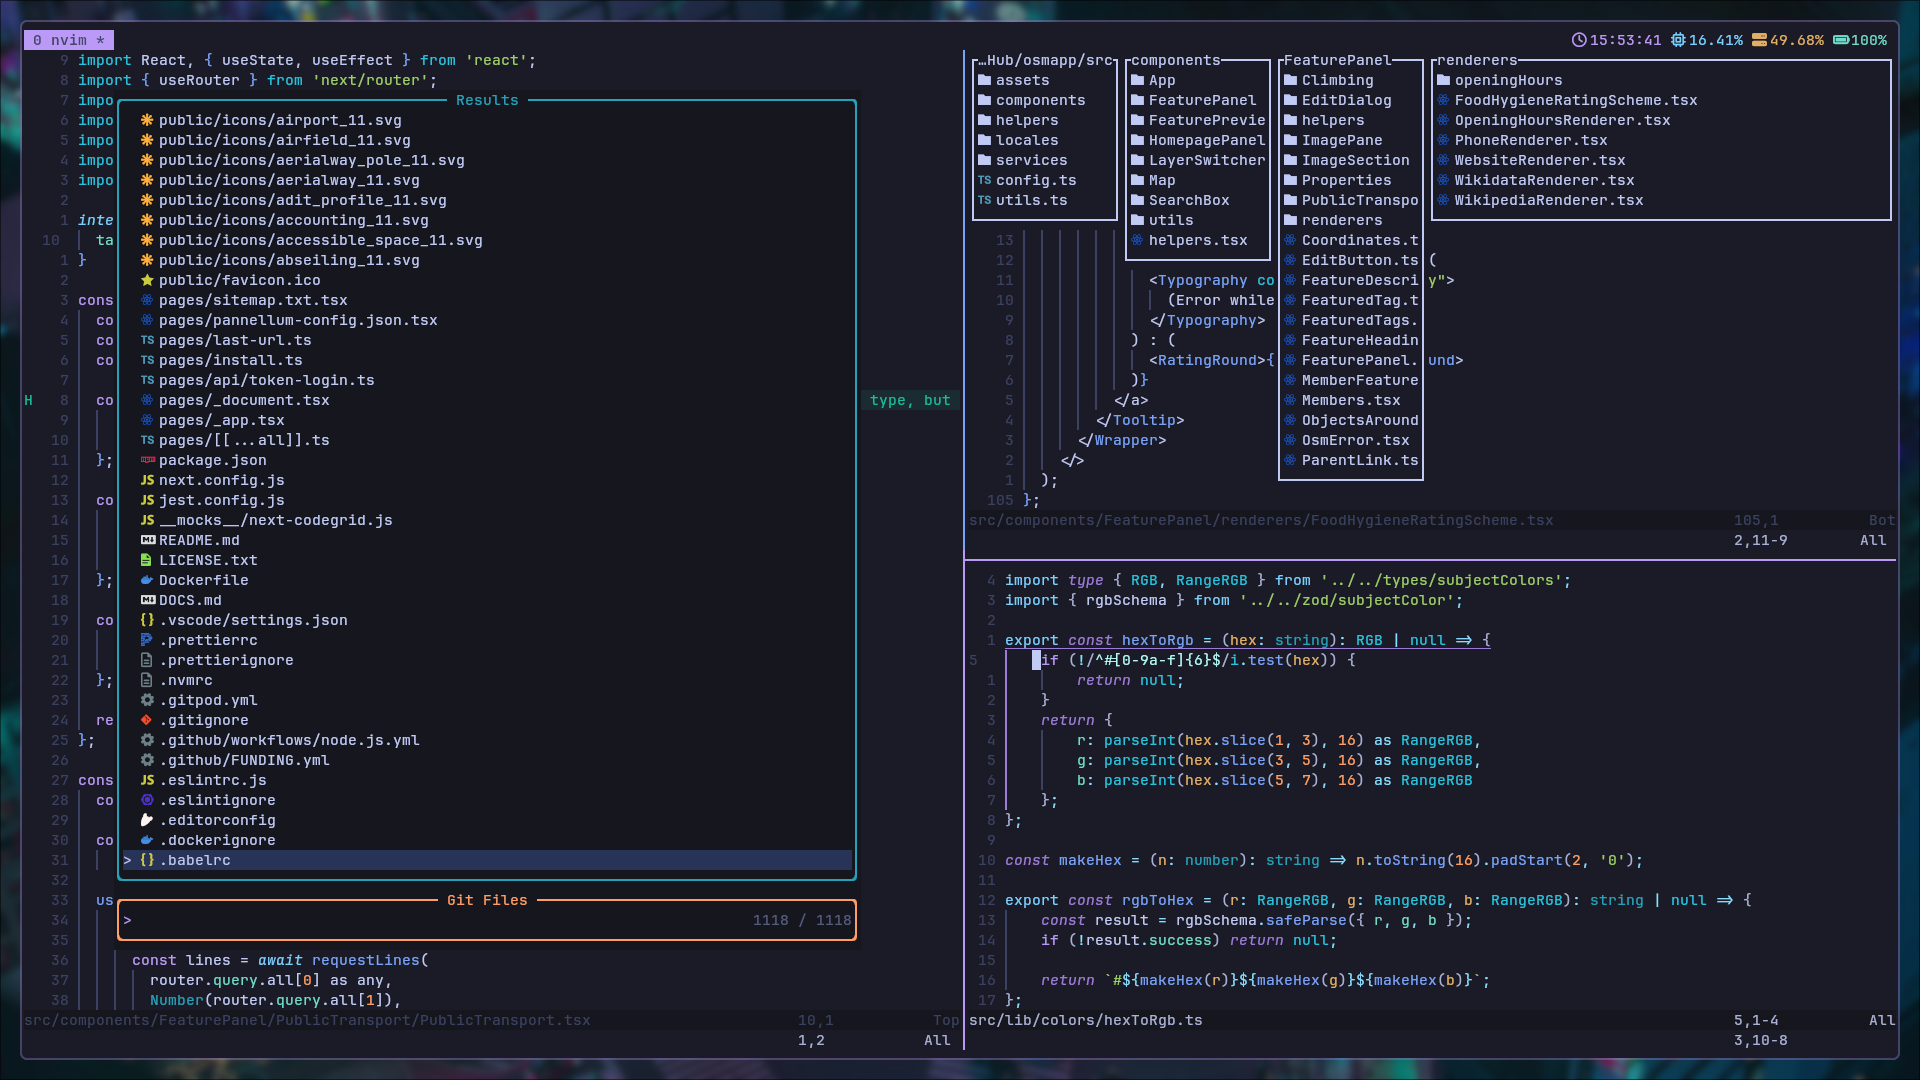 0 nvim *
15:53:41 16.41% 49.68% 100%
9 import React, { useState, useEffect } from 'react';
8 import { useRouter } from 'next/router';
7 impo
6 impo
5 impo
4 impo
3 impo
2
1 inte
10 ta
1 }
2
3 cons
4 co
5 co
6 co
7
H 8 co
9
10
11 };
12
13 co
14
15
16
17 };
18
19 co
20
21
22 };
23
24 re
25 };
26
27 cons
28 co
29
30 co
31
32
33 us
34
35
36 const lines = await requestLines(
37 router.query.all[0] as any,
38 Number(router.query.all[1]),
src/components/FeaturePanel/PublicTransport/PublicTransport.tsx 10,1 Top
1,2 All
type, but
Results
public/icons/airport_11.svg
public/icons/airfield_11.svg
public/icons/aerialway_pole_11.svg
public/icons/aerialway_11.svg
public/icons/adit_profile_11.svg
public/icons/accounting_11.svg
public/icons/accessible_space_11.svg
public/icons/abseiling_11.svg
public/favicon.ico
pages/sitemap.txt.tsx
pages/pannellum-config.json.tsx
TS pages/last-url.ts
TS pages/install.ts
TS pages/api/token-login.ts
pages/_document.tsx
pages/_app.tsx
TS pages/[[...all]].ts
package.json
JS next.config.js
JS jest.config.js
JS __mocks__/next-codegrid.js
README.md
LICENSE.txt
Dockerfile
DOCS.md
{} .vscode/settings.json
.prettierrc
.prettierignore
.nvmrc
.gitpod.yml
.gitignore
.github/workflows/node.js.yml
.github/FUNDING.yml
JS .eslintrc.js
.eslintignore
.editorconfig
.dockerignore
> {} .babelrc
Git Files
> 1118 / 1118
…Hub/osmapp/src
assets
components
helpers
locales
services
TS config.ts
TS utils.ts
components
App
FeaturePanel
FeaturePrevie
HomepagePanel
LayerSwitcher
Map
SearchBox
utils
helpers.tsx
FeaturePanel
Climbing
EditDialog
helpers
ImagePane
ImageSection
Properties
PublicTranspo
renderers
Coordinates.t
EditButton.ts
FeatureDescri
FeaturedTag.t
FeaturedTags.
FeatureHeadin
FeaturePanel.
MemberFeature
Members.tsx
ObjectsAround
OsmError.tsx
ParentLink.ts
renderers
openingHours
FoodHygieneRatingScheme.tsx
OpeningHoursRenderer.tsx
PhoneRenderer.tsx
WebsiteRenderer.tsx
WikidataRenderer.tsx
WikipediaRenderer.tsx
13
12 (
11 <Typography co y">
10 (Error while
9 </Typography>
8 ) : (
7 <RatingRound>{ und>
6 )}
5 </a>
4 </Tooltip>
3 </Wrapper>
2 </>
1 );
105 };
src/components/FeaturePanel/renderers/FoodHygieneRatingScheme.tsx 105,1 Bot
2,11-9 All
4 import type { RGB, RangeRGB } from '../../types/subjectColors';
3 import { rgbSchema } from '../../zod/subjectColor';
2
1 export const hexToRgb = (hex: string): RGB | null => {
5 if (!/^#[0-9a-f]{6}$/i.test(hex)) {
1 return null;
2 }
3 return {
4 r: parseInt(hex.slice(1, 3), 16) as RangeRGB,
5 g: parseInt(hex.slice(3, 5), 16) as RangeRGB,
6 b: parseInt(hex.slice(5, 7), 16) as RangeRGB
7 };
8 };
9
10 const makeHex = (n: number): string => n.toString(16).padStart(2, '0');
11
12 export const rgbToHex = (r: RangeRGB, g: RangeRGB, b: RangeRGB): string | null => {
13 const result = rgbSchema.safeParse({ r, g, b });
14 if (!result.success) return null;
15
16 return `#${makeHex(r)}${makeHex(g)}${makeHex(b)}`;
17 };
src/lib/colors/hexToRgb.ts 5,1-4 All
3,10-8